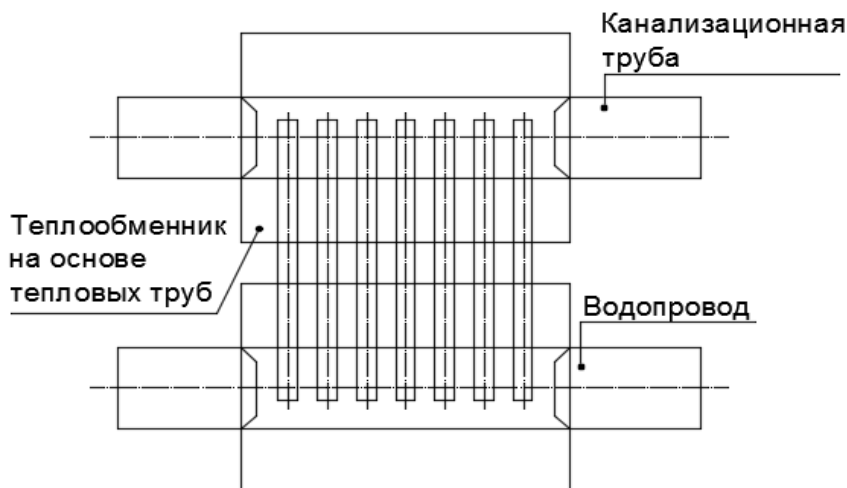 Канализационная
труба
Теплообменник
на основе
тепловых труб
Водопровод